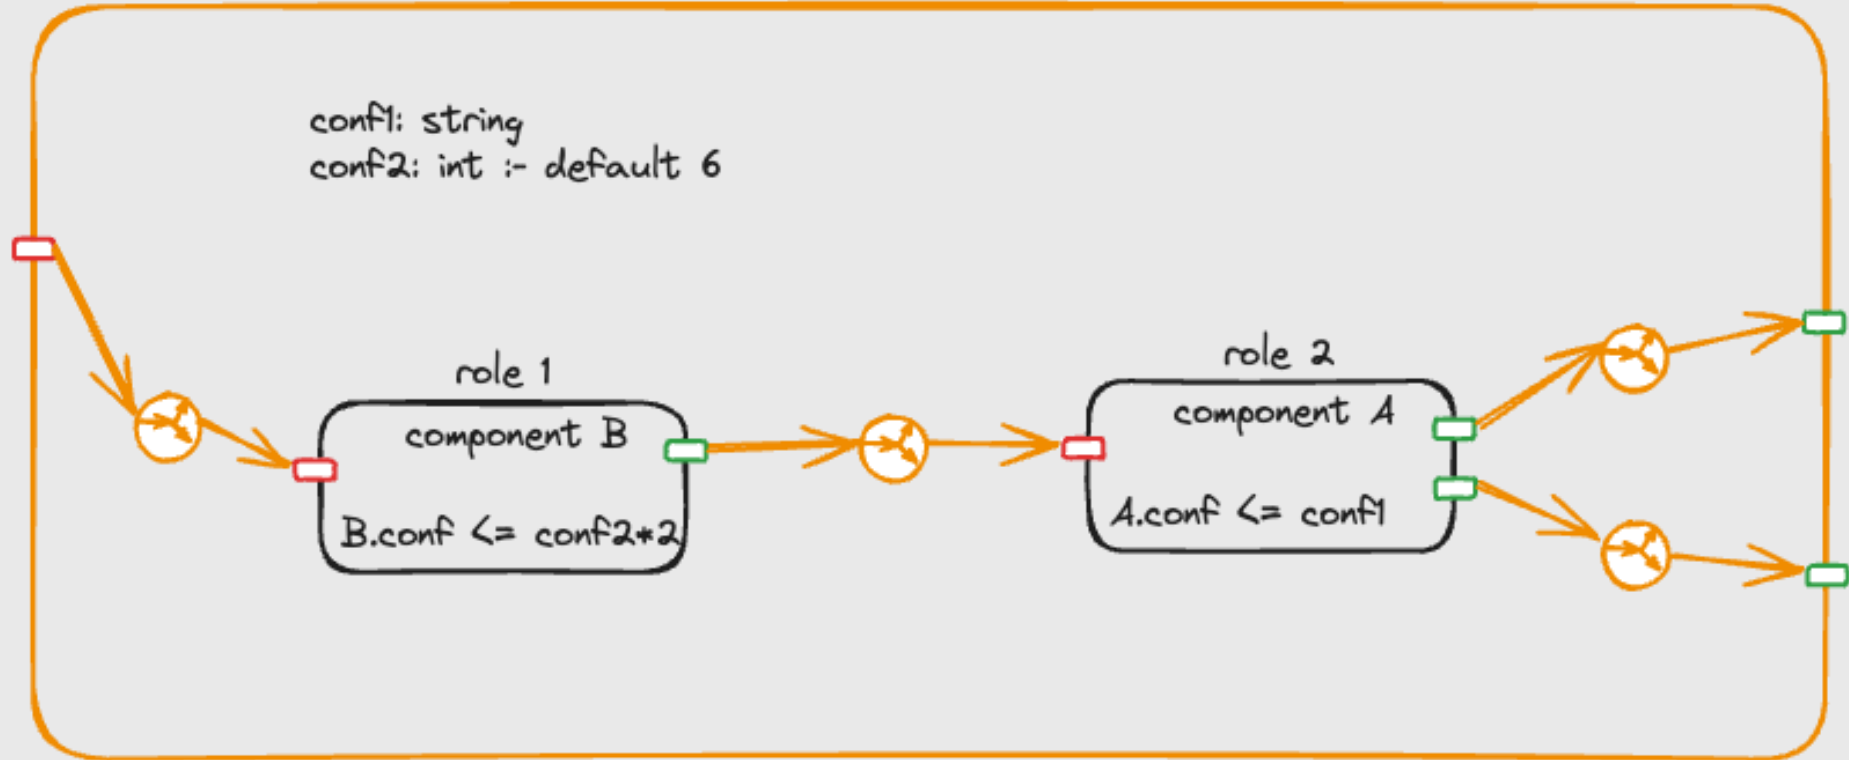 conf1: string
conf2: int :- default 6
role 1
component B
B.conf <= conf2*2
role 2
component A
A.conf <= conf1